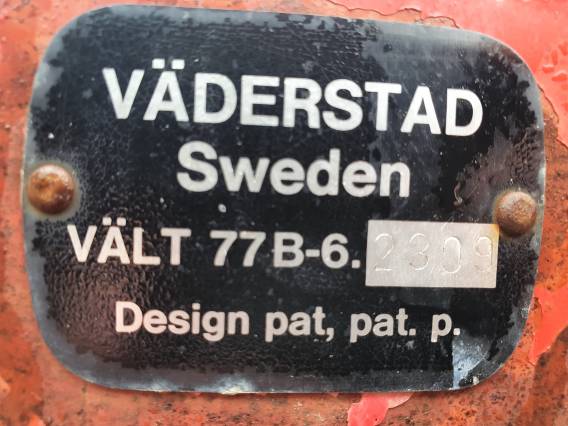 VÄDERSTAD
Sweden
VÄLT 77B-6. 2309
Design pat, pat. p.